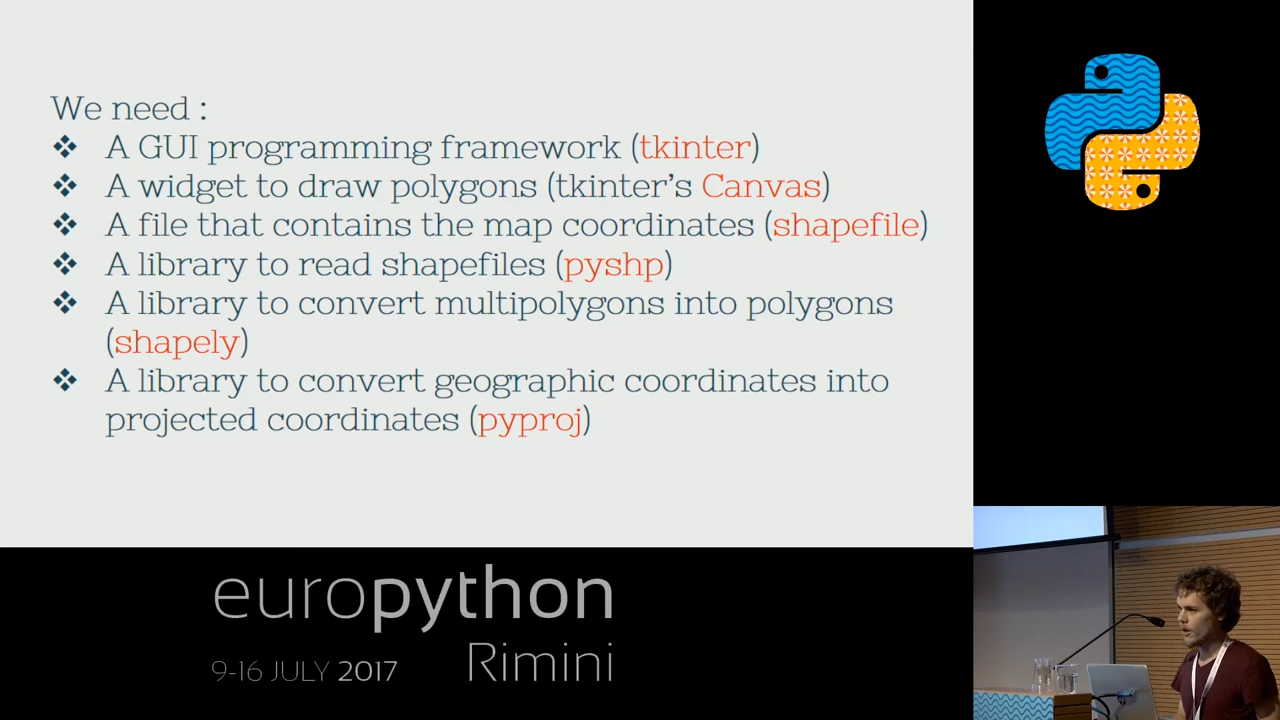 We need :
❖ A GUI programming framework (tkinter)
❖ A widget to draw polygons (tkinter's Canvas)
❖ A file that contains the map coordinates (shapefile)
❖ A library to read shapefiles (pyshp)
❖ A library to convert multipolygons into polygons
(shapely)
❖ A library to convert geographic coordinates into
projected coordinates (pyproj)
europython
9-16 JULY 2017 Rimini